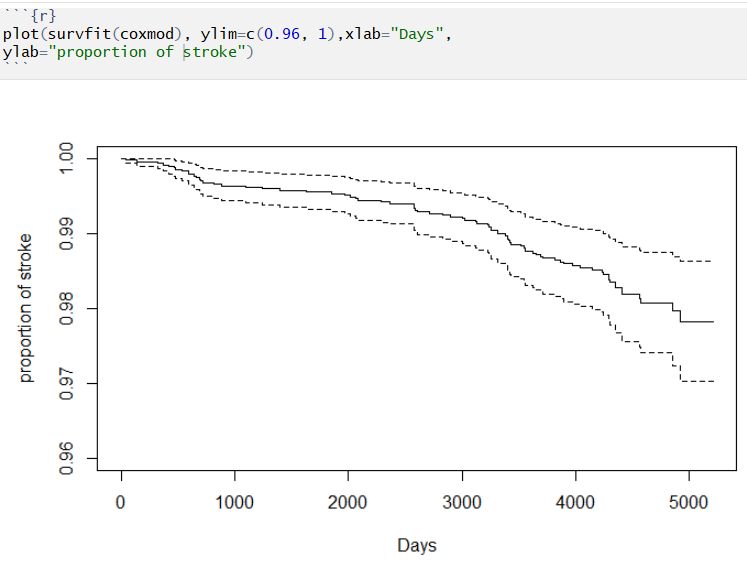 ```{r}
plot(survfit(coxmod), ylim=c(0.96, 1),xlab="Days",
ylab="proportion of stroke")
```
1.00
0.99
0.98
0.97
0.96
proportion of stroke
0 1000 2000 3000 4000 5000
Days